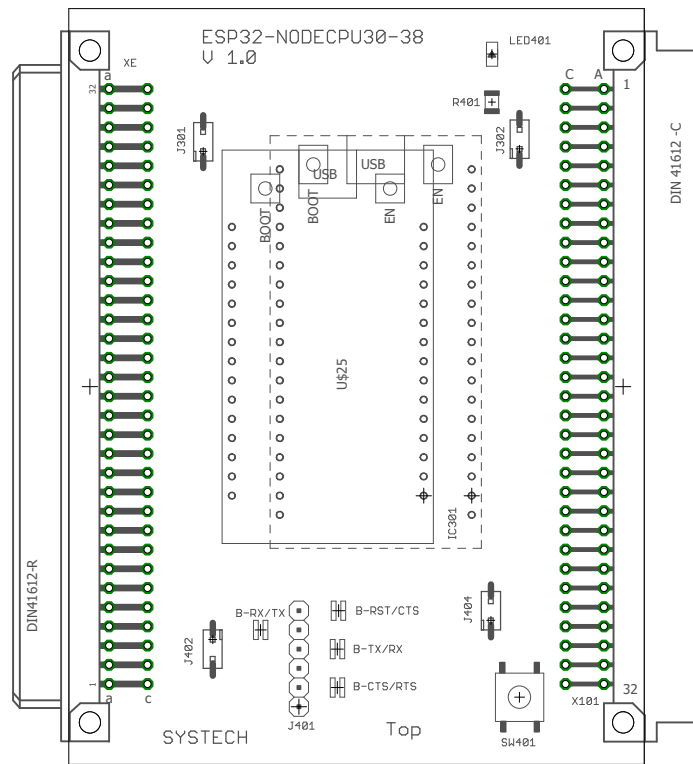 ESP32-NODECPU30-38
V 1.0
LED401
XE
a
C A
1
32
R401
J301
J302
USB
USB
BOOT
BOOT
EN
EN
DIN 41612 -C
U$25
IC301
DIN41612-R
B-RX/TX
B-RST/CTS
J404
J402
B-TX/RX
B-CTS/RTS
1
32
a c
X101
J401
SYSTECH
Top
SW401